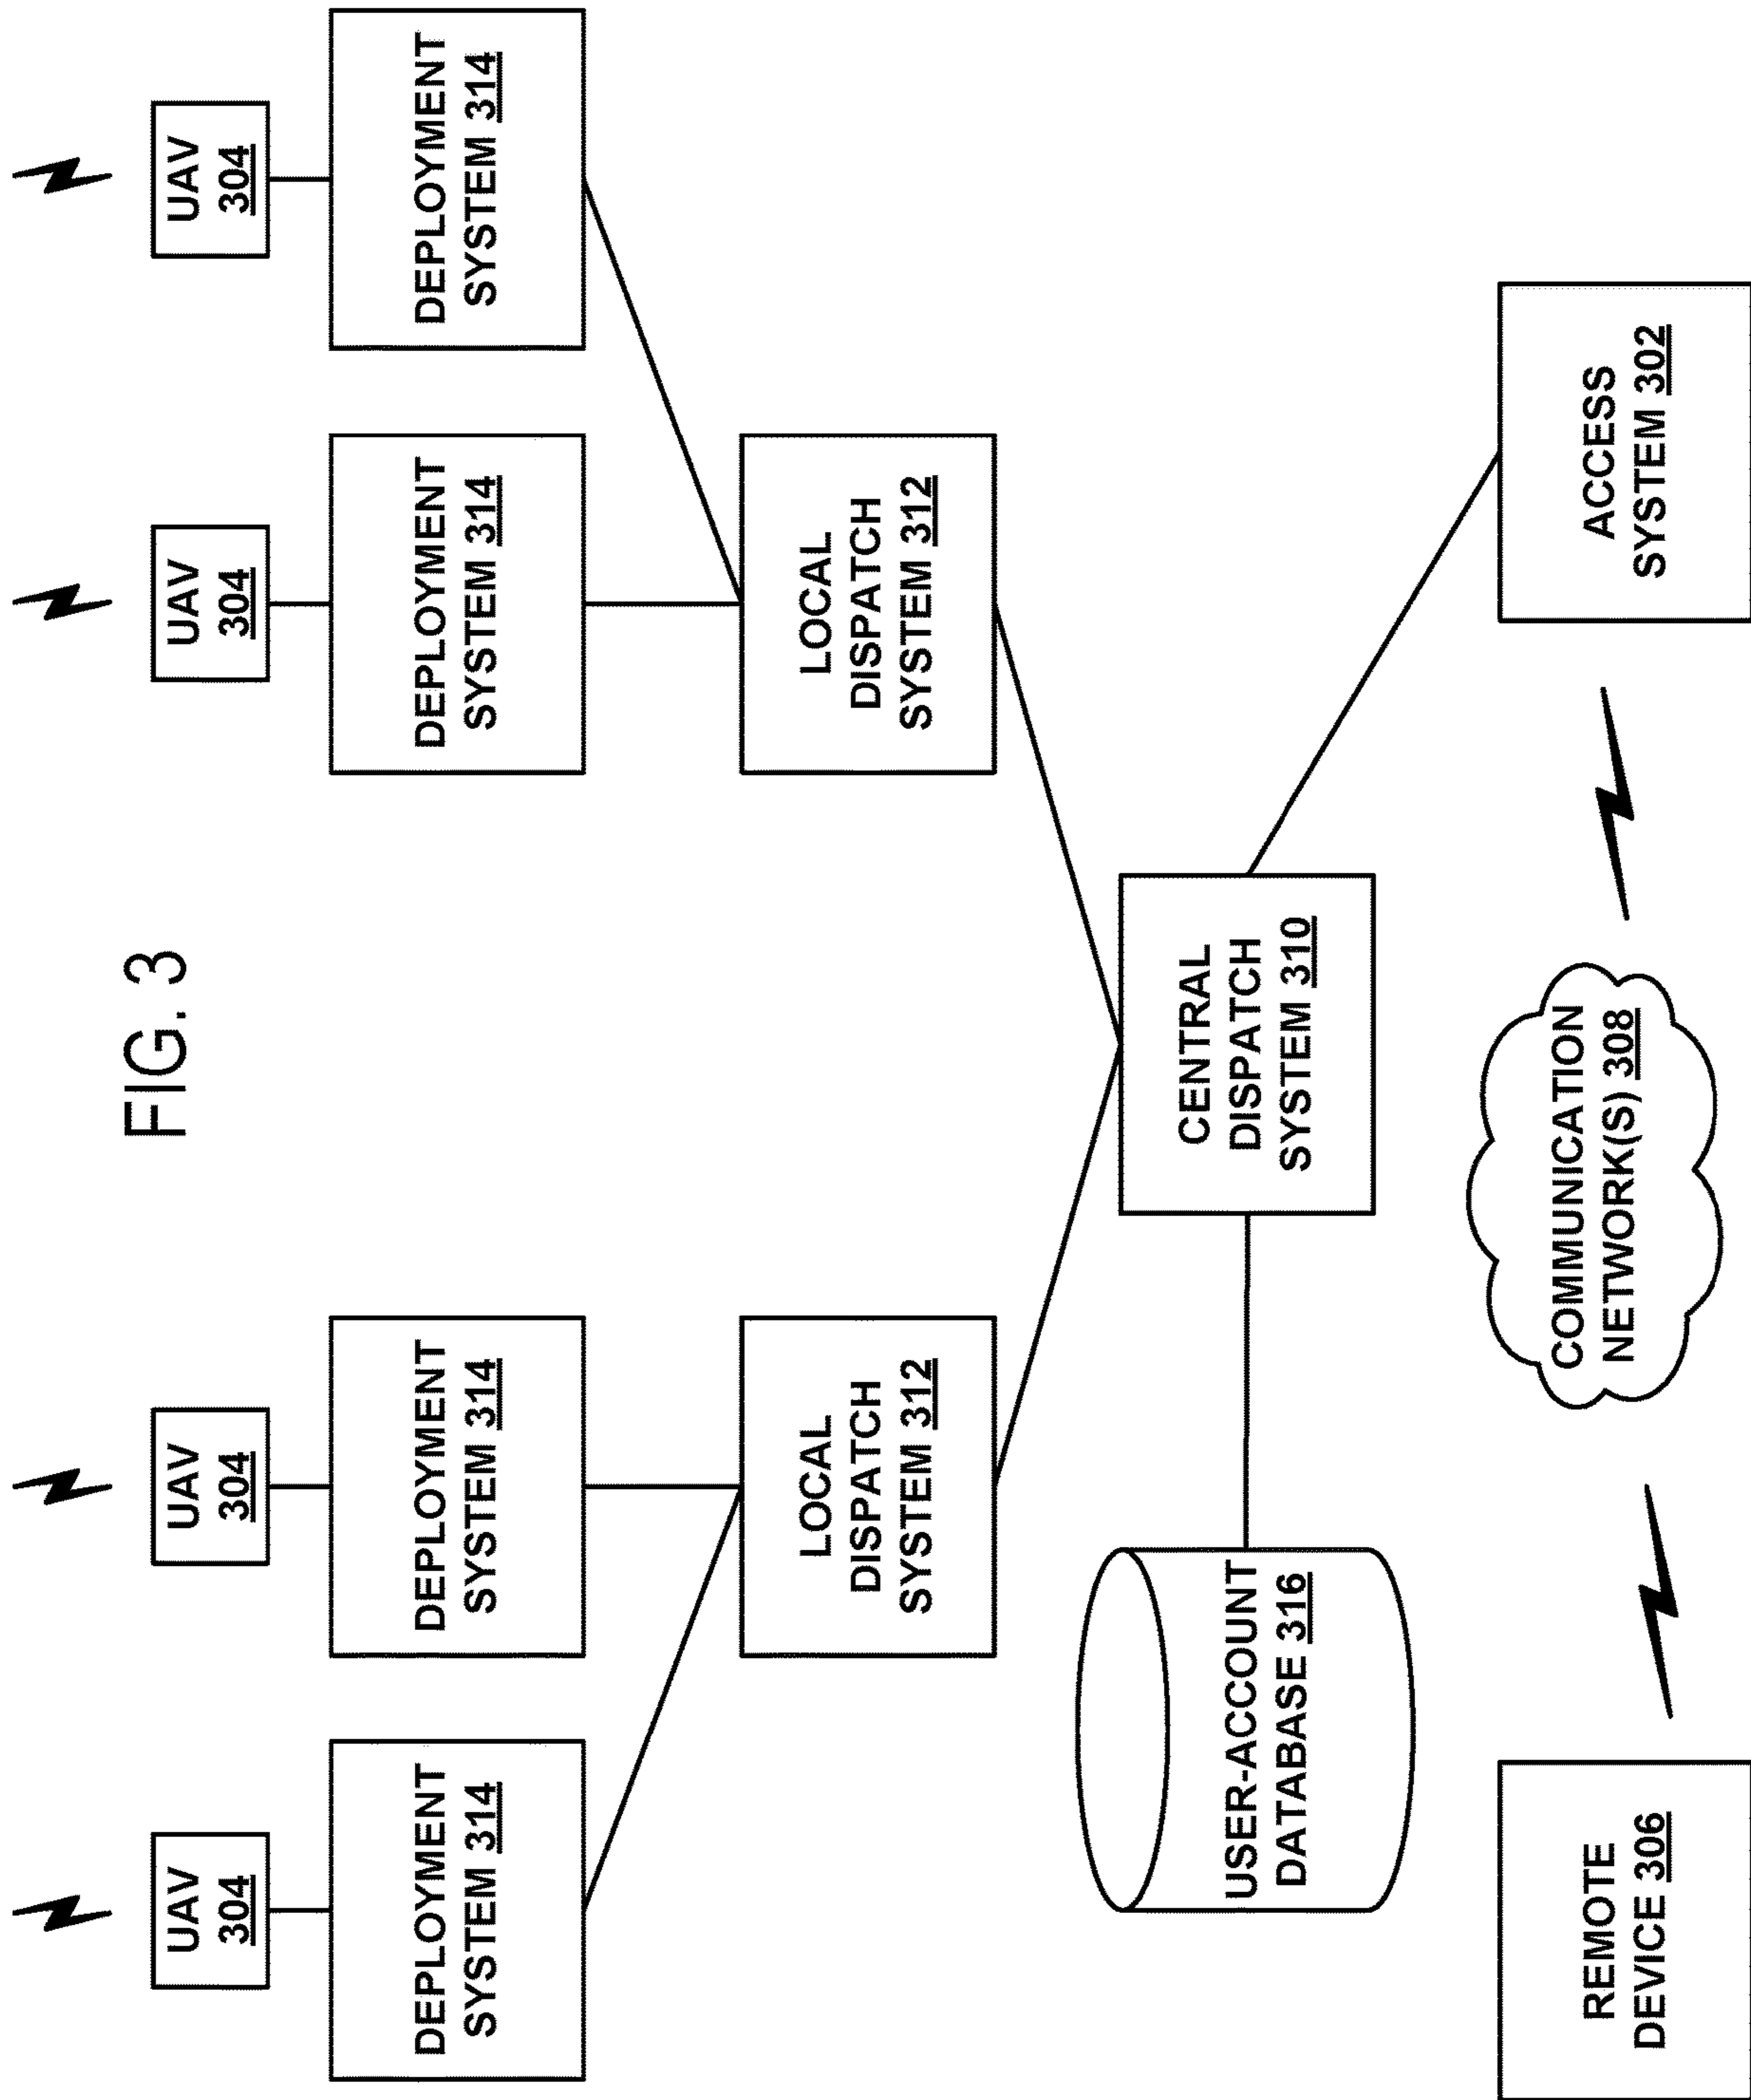 FIG. 3
UAV
304
UAV
304
UAV
304
UAV
304
DEPLOYMENT
SYSTEM 314
DEPLOYMENT
SYSTEM 314
DEPLOYMENT
SYSTEM 314
DEPLOYMENT
SYSTEM 314
LOCAL
DISPATCH
SYSTEM 312
LOCAL
DISPATCH
SYSTEM 312
USER-ACCOUNT
DATABASE 316
CENTRAL
DISPATCH
SYSTEM 310
REMOTE
DEVICE 306
COMMUNICATION
NETWORK(S) 308
ACCESS
SYSTEM 302